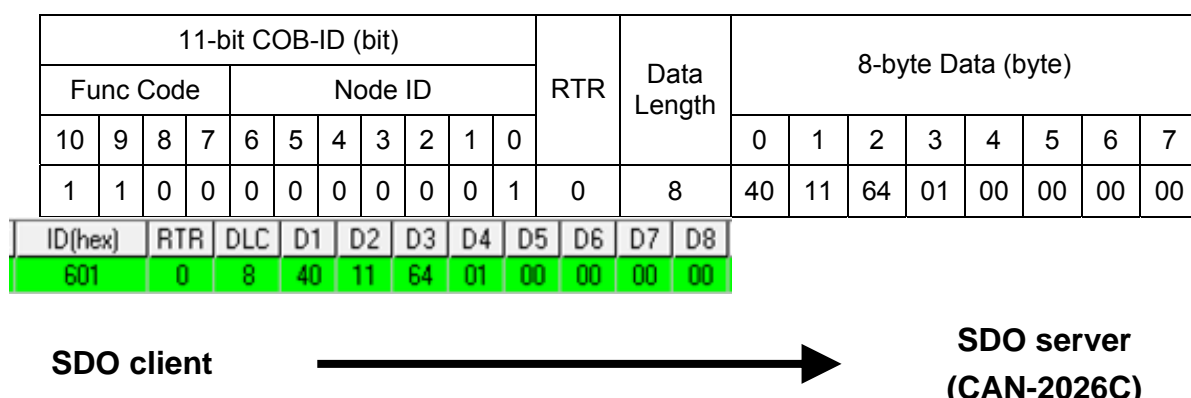 11-bit COB-ID (bit) RTR Data Length 8-byte Data (byte)
Func Code Node ID
10 9 8 7 6 5 4 3 2 1 0 0 1 2 3 4 5 6 7
1 1 0 0 0 0 0 0 0 0 1 0 8 40 11 64 01 00 00 00 00
ID(hex) RTR DLC D1 D2 D3 D4 D5 D6 D7 D8
601 0 8 40 11 64 01 00 00 00 00
SDO client
SDO server
(CAN-2026C)